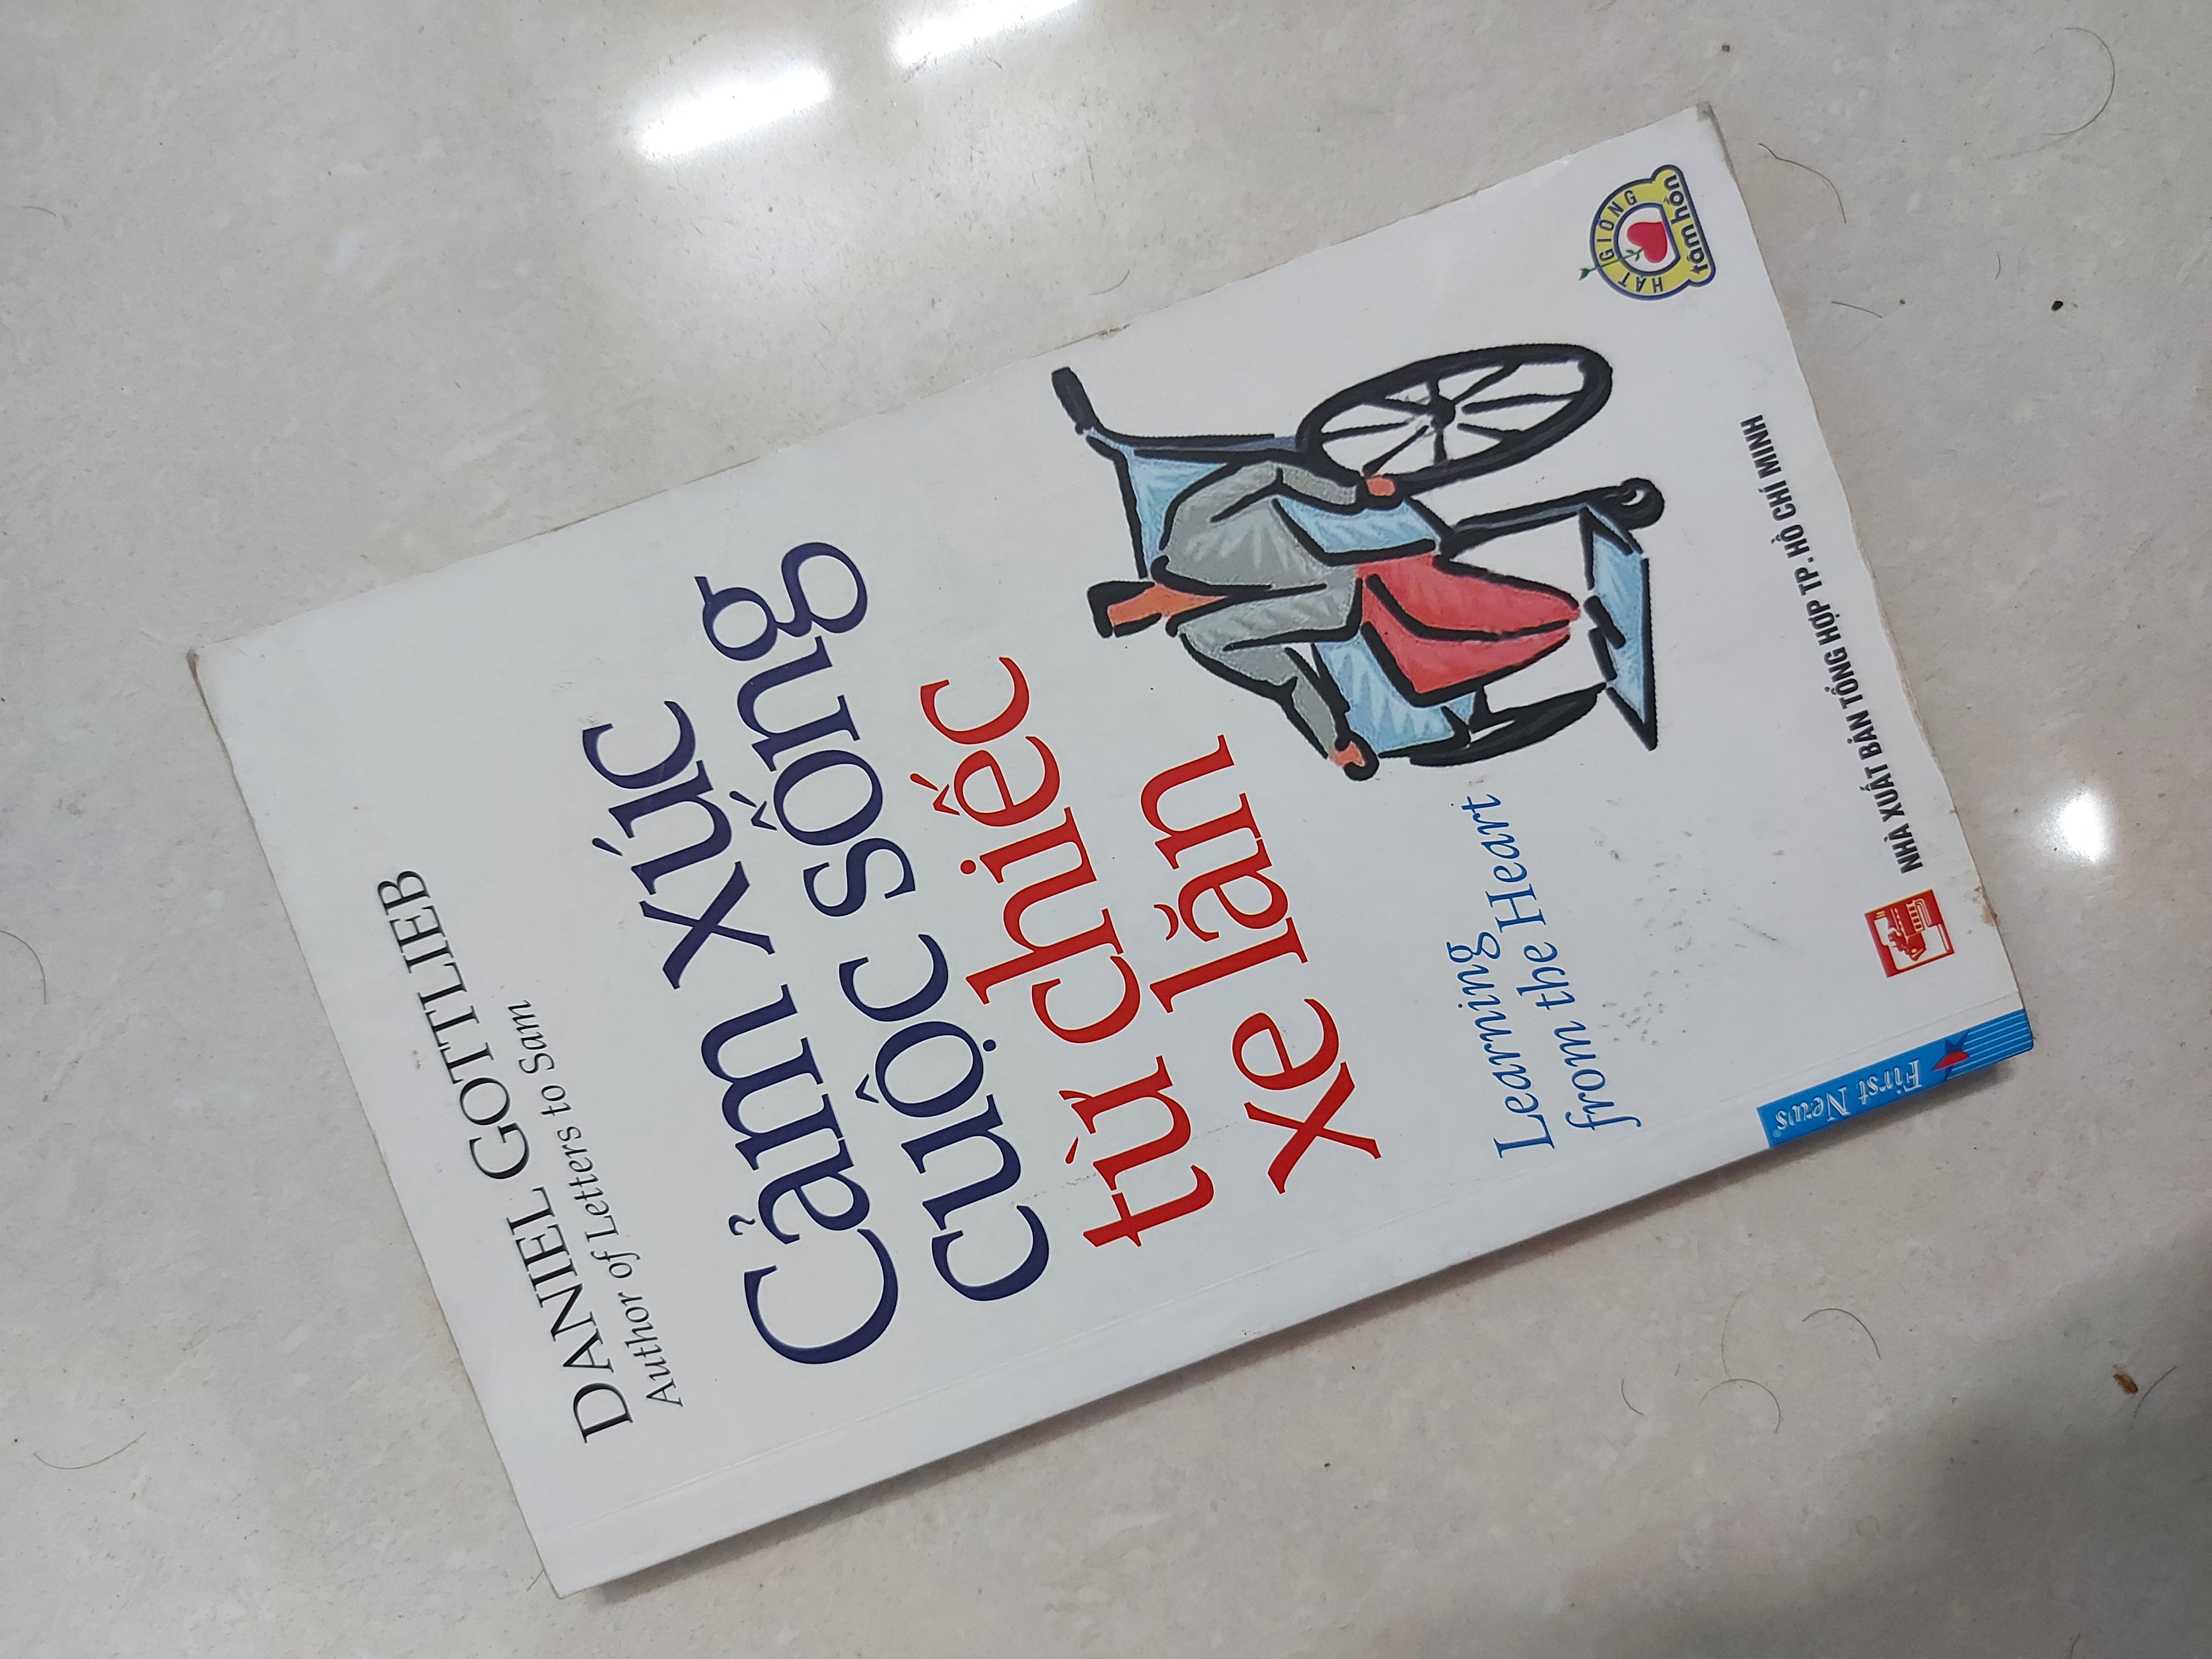 DANIEL GOTTLIEB
Author of Letters to Sam
Cảm xúc
cuộc sống
từ chiếc
xe lăn
Learning
from the Heart
HẠT GIỐNG
tâm hồn
First News®
NHÀ XUẤT BẢN TỔNG HỢP TP. HỒ CHÍ MINH